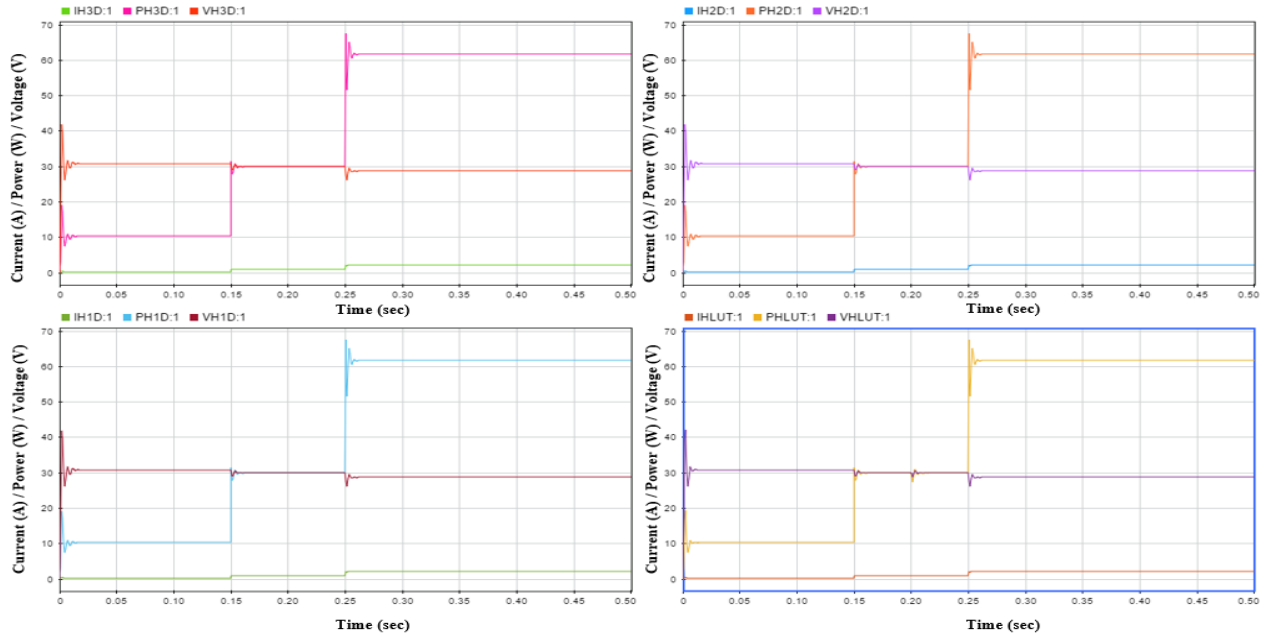 IH3D:1 PH3D:1 VH3D:1
70
60
50
40
30
20
10
0
Current (A) / Power (W) / Voltage (V)
0 0.05 0.10 0.15 0.20 0.25 0.30 0.35 0.40 0.45 0.50
Time (sec)
IH2D:1 PH2D:1 VH2D:1
70
60
50
40
30
20
10
0
Current (A) / Power (W) / Voltage (V)
0 0.05 0.10 0.15 0.20 0.25 0.30 0.35 0.40 0.45 0.50
Time (sec)
IH1D:1 PH1D:1 VH1D:1
70
60
50
40
30
20
10
0
Current (A) / Power (W) / Voltage (V)
0 0.05 0.10 0.15 0.20 0.25 0.30 0.35 0.40 0.45 0.50
Time (sec)
IHLUT:1 PHLUT:1 VHLUT:1
70
60
50
40
30
20
10
0
Current (A) / Power (W) / Voltage (V)
0 0.05 0.10 0.15 0.20 0.25 0.30 0.35 0.40 0.45 0.50
Time (sec)